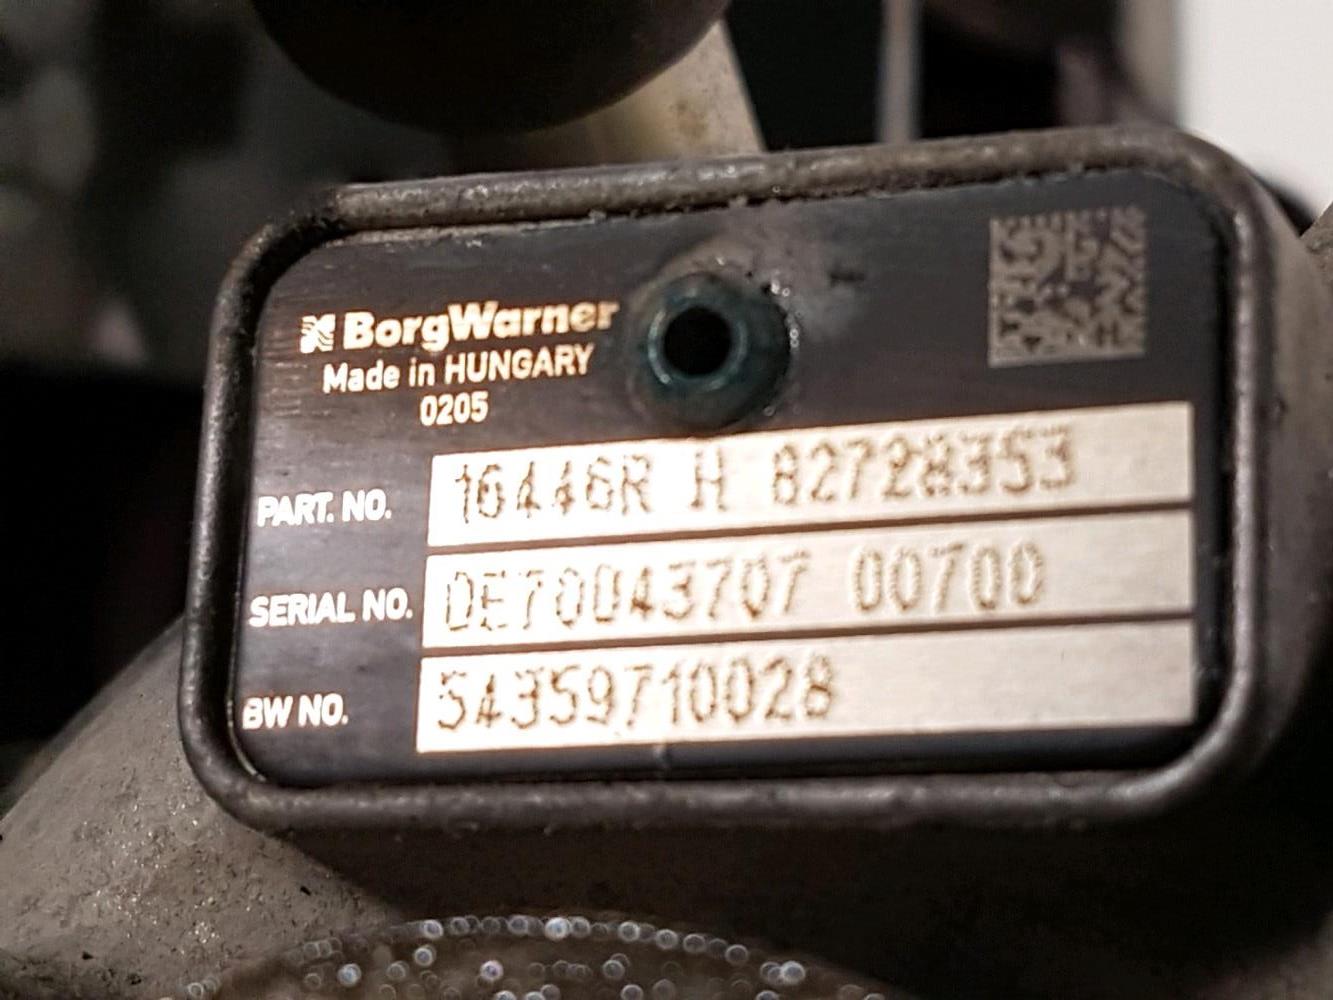 BorgWarner
Made in HUNGARY
0205
PART. NO. 16446R H 82728353
SERIAL NO. DE70043707 00700
BW NO. 54359710028